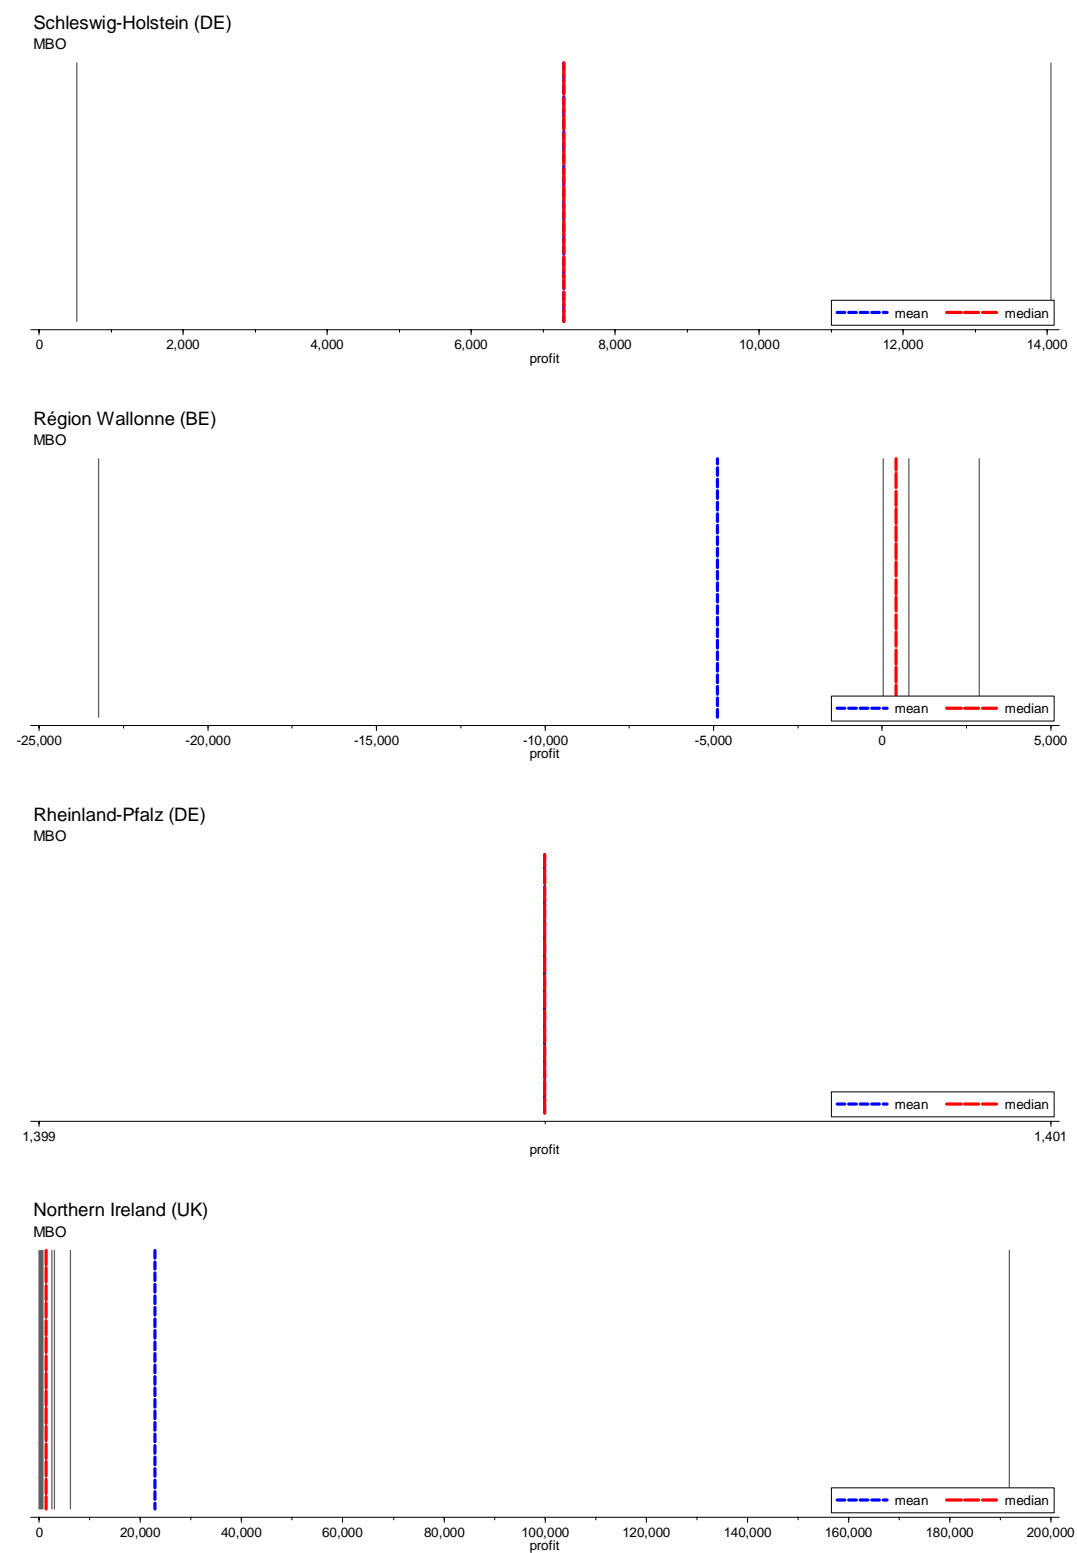 Schleswig-Holstein (DE)
MBO
mean median
0 2,000 4,000 6,000 8,000 10,000 12,000 14,000
profit
Région Wallonne (BE)
MBO
mean median
-25,000 -20,000 -15,000 -10,000 -5,000 0 5,000
profit
Rheinland-Pfalz (DE)
MBO
mean median
1,399 1,401
profit
Northern Ireland (UK)
MBO
mean median
0 20,000 40,000 60,000 80,000 100,000 120,000 140,000 160,000 180,000 200,000
profit